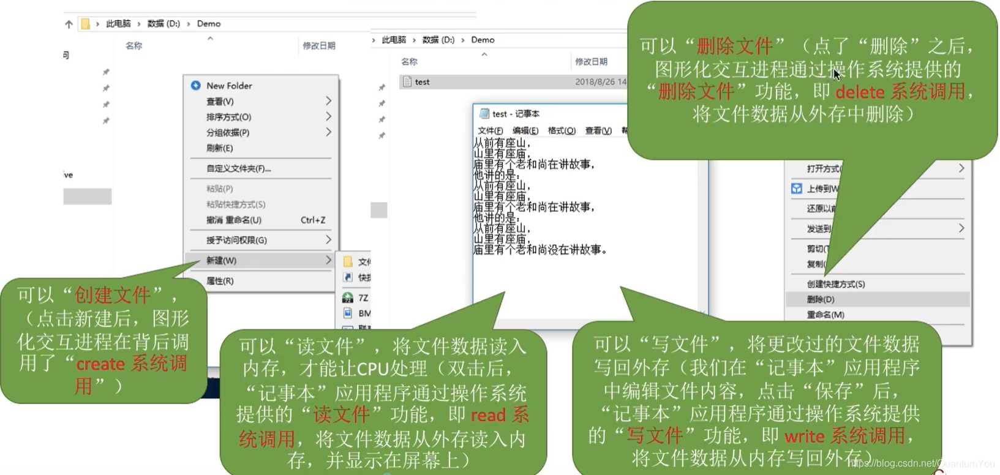 此电脑 › 数据 (D:) › Demo
名称
修改日期
ve
New Folder
查看(V)
排序方式(O)
分组依据(P)
刷新(E)
自定义文件夹(F)...
粘贴(P)
粘贴快捷方式(S)
撤消 重命名(U) Ctrl+Z
授予访问权限(G)
新建(W)
属性(R)
快捷
7Z
BM
可以“创建文件”，
（点击新建后，图形
化交互进程在背后调
用了“create 系统调
用”）
› 此电脑 › 数据 (D:) › Demo
名称
修改日期
test 2018/8/26 14
test - 记事本
文件(F) 编辑(E) 格式(O) 查看(V) 帮
从前有座山，
山里有座庙，
庙里有个老和尚在讲故事，
他讲的是：
从前有座山，
山里有座庙，
庙里有个老和尚在讲故事，
他讲的是：
从前有座山，
山里有座庙，
庙里有个老和尚没在讲故事。
可以“读文件”，将文件数据读入
内存，才能让CPU处理（双击后，
“记事本”应用程序通过操作系统
提供的“读文件”功能，即 read 系
统调用，将文件数据从外存读入内
存，并显示在屏幕上）
可以“写文件”，将更改过的文件数据
写回外存（我们在“记事本”应用程序
中编辑文件内容，点击“保存”后，
“记事本”应用程序通过操作系统提供
的“写文件”功能，即 write 系统调用，
将文件数据从内存写回外存）
可以“删除文件”（点了“删除”之后，
图形化交互进程通过操作系统提供的
“删除文件”功能，即 delete 系统调用，
将文件数据从外存中删除）
打开方式(
上传到W
还原以前
发送到
剪切(T
复制(
创建快捷方式(S)
删除(D)
重命名(M)
https://blog.csdn.net/QuantumYou